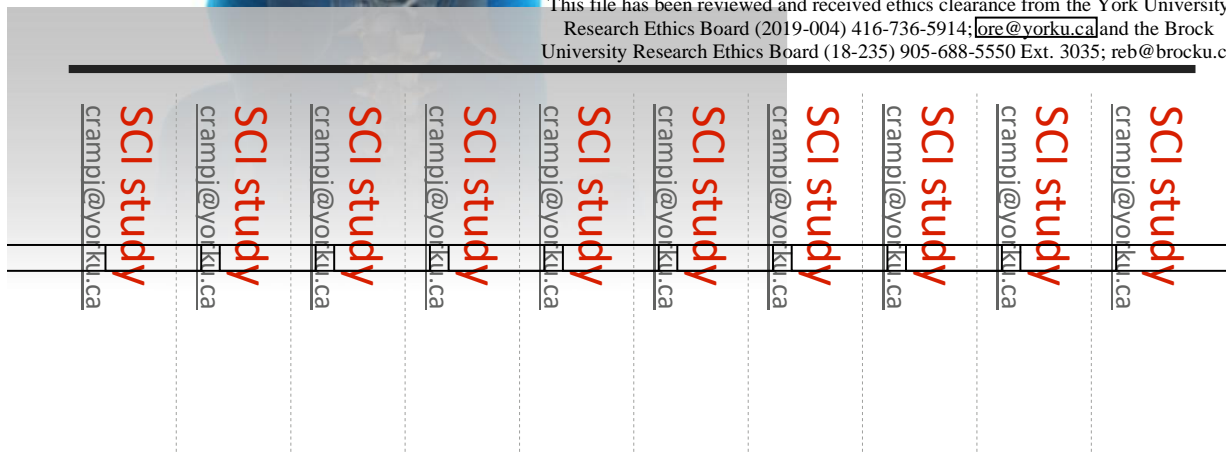 This file has been reviewed and received ethics clearance from the York University
Research Ethics Board (2019-004) 416-736-5914; ore@yorku.ca and the Brock
University Research Ethics Board (18-235) 905-688-5550 Ext. 3035; reb@brocku.c
SCI study
crampi@yorku.ca
SCI study
crampi@yorku.ca
SCI study
crampi@yorku.ca
SCI study
crampi@yorku.ca
SCI study
crampi@yorku.ca
SCI study
crampi@yorku.ca
SCI study
crampi@yorku.ca
SCI study
crampi@yorku.ca
SCI study
crampi@yorku.ca
SCI study
crampi@yorku.ca